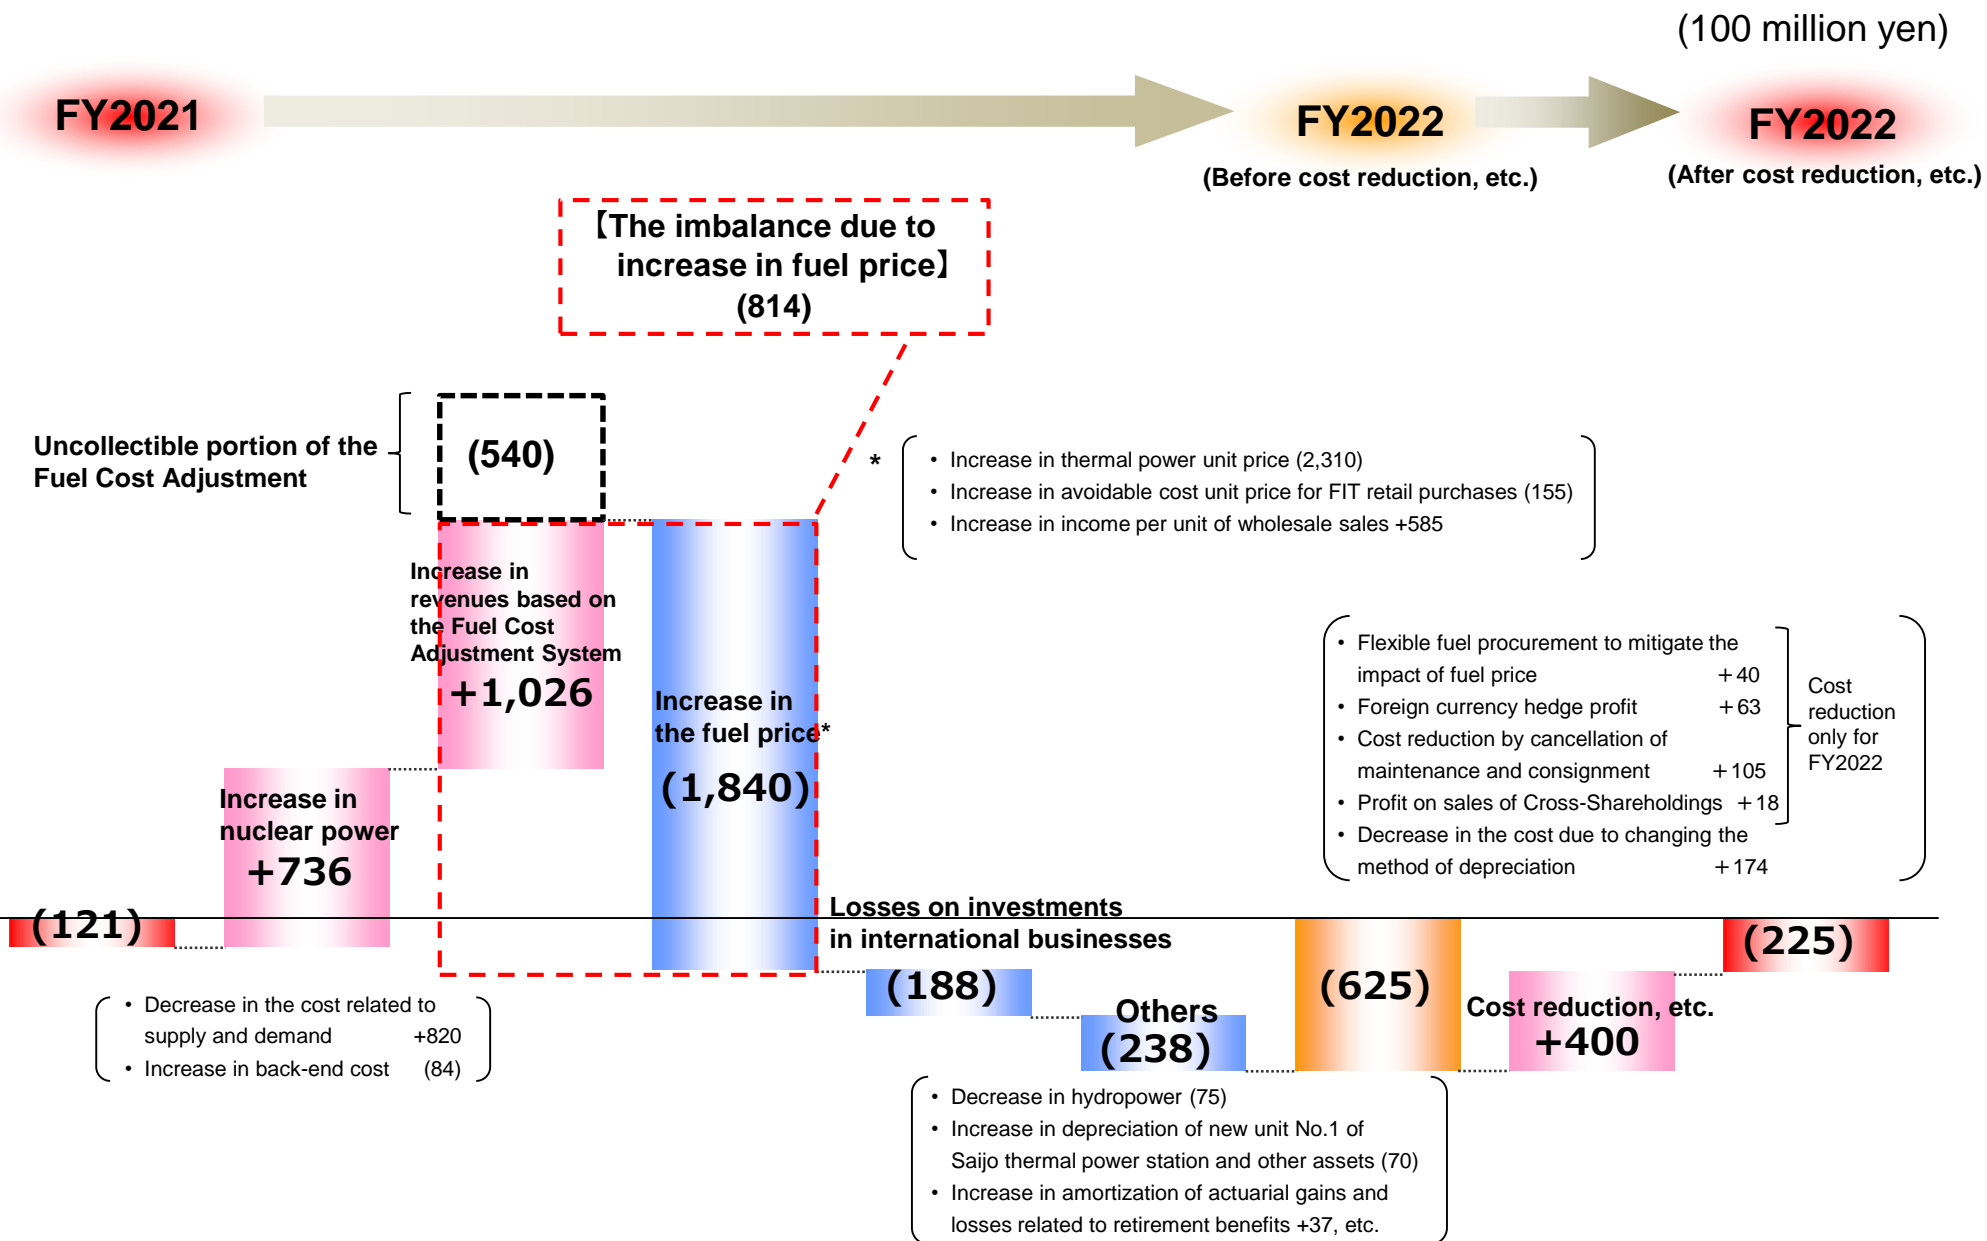 (100 million yen)
FY2021
FY2022
(Before cost reduction, etc.)
FY2022
(After cost reduction, etc.)
【The imbalance due to
increase in fuel price】
(814)
Uncollectible portion of the
Fuel Cost Adjustment
(540)
*
• Increase in thermal power unit price (2,310)
• Increase in avoidable cost unit price for FIT retail purchases (155)
• Increase in income per unit of wholesale sales +585
Increase in
revenues based on
the Fuel Cost
Adjustment System
+1,026
Increase in
the fuel price*
(1,840)
Increase in
nuclear power
+736
• Flexible fuel procurement to mitigate the
impact of fuel price ＋40
• Foreign currency hedge profit ＋63
• Cost reduction by cancellation of
maintenance and consignment ＋105
• Profit on sales of Cross-Shareholdings ＋18
• Decrease in the cost due to changing the
method of depreciation ＋174
Cost
reduction
only for
FY2022
(121)
Losses on investments
in international businesses
(188)
Others
(238)
(625)
Cost reduction, etc.
+400
(225)
• Decrease in the cost related to
supply and demand +820
• Increase in back-end cost (84)
• Decrease in hydropower (75)
• Increase in depreciation of new unit No.1 of
Saijo thermal power station and other assets (70)
• Increase in amortization of actuarial gains and
losses related to retirement benefits +37, etc.